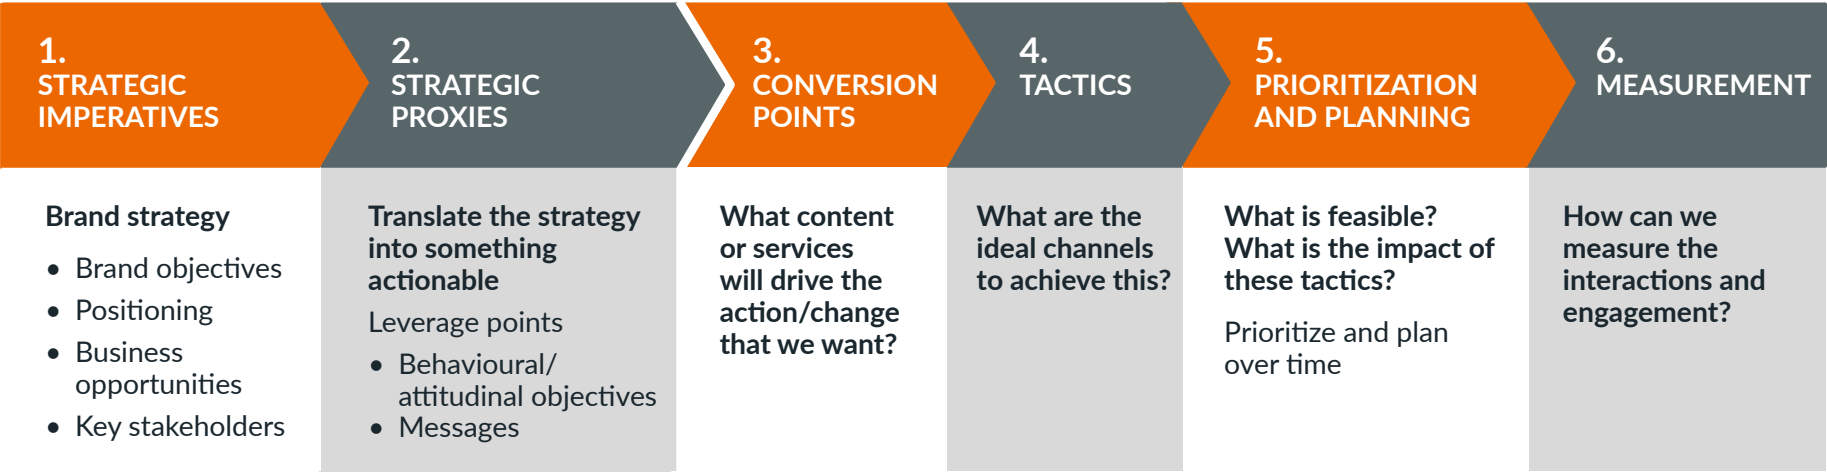 1.
STRATEGIC
IMPERATIVES
Brand strategy
• Brand objectives
• Positioning
• Business
opportunities
• Key stakeholders
2.
STRATEGIC
PROXIES
Translate the strategy
into something
actionable
Leverage points
• Behavioural/
attitudinal objectives
• Messages
3.
CONVERSION
POINTS
What content
or services
will drive the
action/change
that we want?
4.
TACTICS
What are the
ideal channels
to achieve this?
5.
PRIORITIZATION
AND PLANNING
What is feasible?
What is the impact of
these tactics?
Prioritize and plan
over time
6.
MEASUREMENT
How can we
measure the
interactions and
engagement?